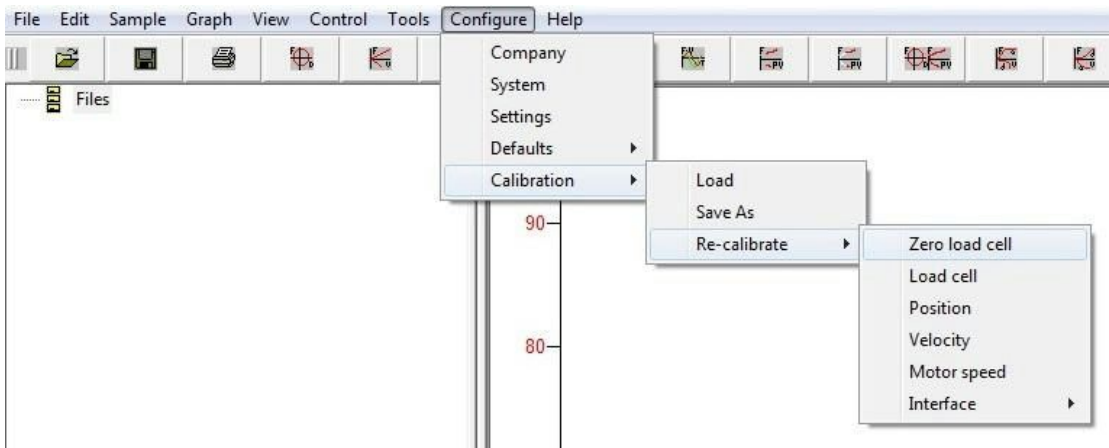 File Edit Sample Graph View Control Tools Configure Help
Company
System
Settings
Defaults
Calibration
Files
Load
Save As
Re-calibrate
Zero load cell
Load cell
Position
Velocity
Motor speed
Interface
90
80